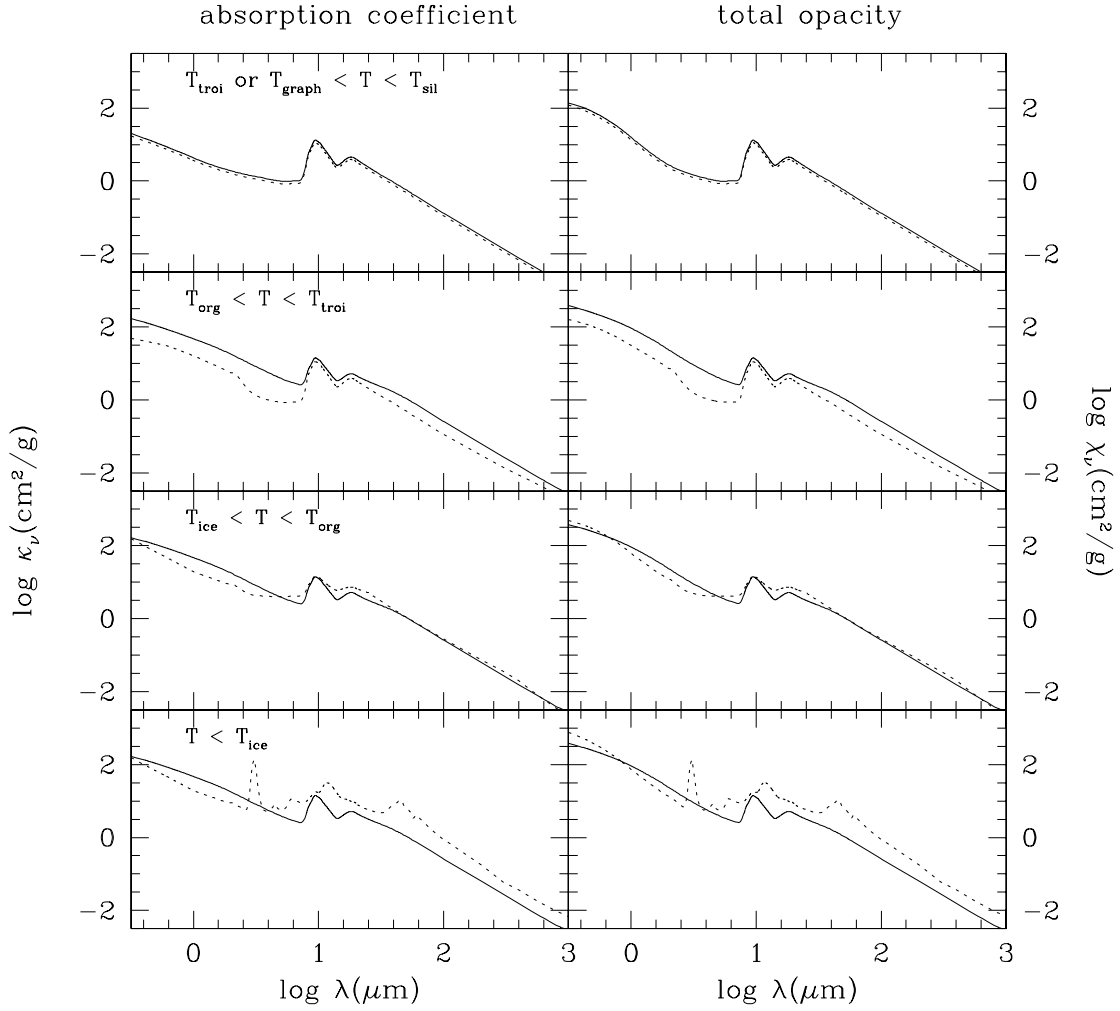 absorption coefficient
total opacity
T_troi or T_graph < T < T_sil
2
0
−2
2
0
−2
T_org < T < T_troi
2
0
−2
2
0
−2
T_ice < T < T_org
2
0
−2
2
0
−2
T < T_ice
2
0
−2
2
0
−2
log κ_ν(cm²/g)
log χ_ν(cm²/g)
0 1 2 3
0 1 2 3
log λ(μm)
log λ(μm)